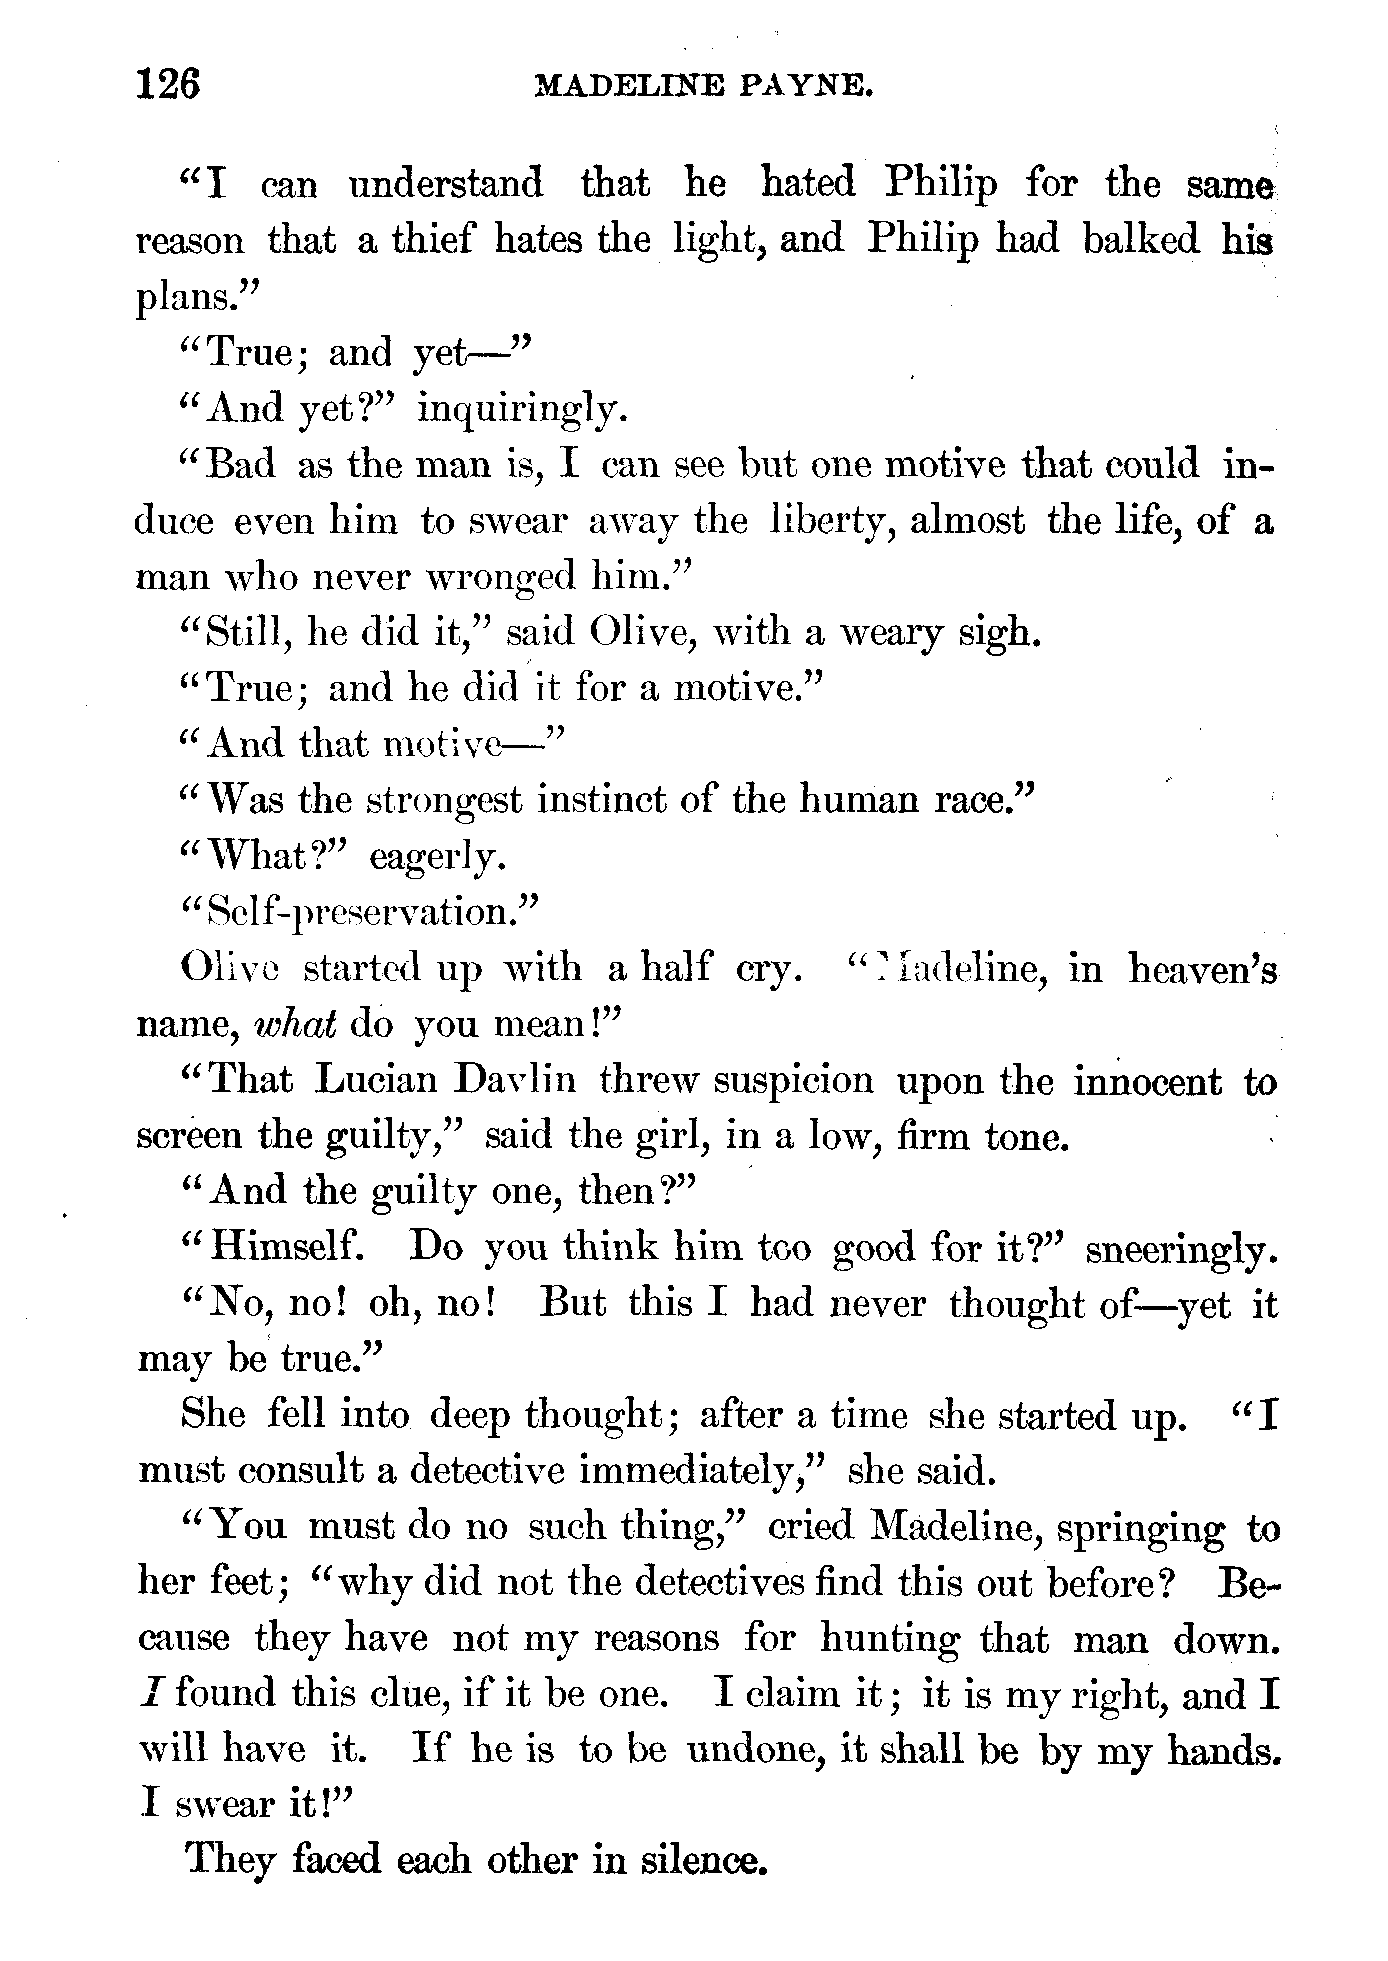 126 MADELINE PAYNE.
“I can understand that he hated Philip for the same
reason that a thief hates the light, and Philip had balked his
plans.”
“True; and yet—”
“And yet?” inquiringly.
“Bad as the man is, I can see but one motive that could in-
duce even him to swear away the liberty, almost the life, of a
man who never wronged him.”
“Still, he did it,” said Olive, with a weary sigh.
“True; and he did it for a motive.”
“And that motive—”
“Was the strongest instinct of the human race.”
“What?” eagerly.
“Self-preservation.”
Olive started up with a half cry. “Madeline, in heaven’s
name, what do you mean!”
“That Lucian Davlin threw suspicion upon the innocent to
screen the guilty,” said the girl, in a low, firm tone.
“And the guilty one, then?”
“Himself. Do you think him too good for it?” sneeringly.
“No, no! oh, no! But this I had never thought of—yet it
may be true.”
She fell into deep thought; after a time she started up. “I
must consult a detective immediately,” she said.
“You must do no such thing,” cried Madeline, springing to
her feet; “why did not the detectives find this out before? Be-
cause they have not my reasons for hunting that man down.
I found this clue, if it be one. I claim it; it is my right, and I
will have it. If he is to be undone, it shall be by my hands.
I swear it!”
They faced each other in silence.